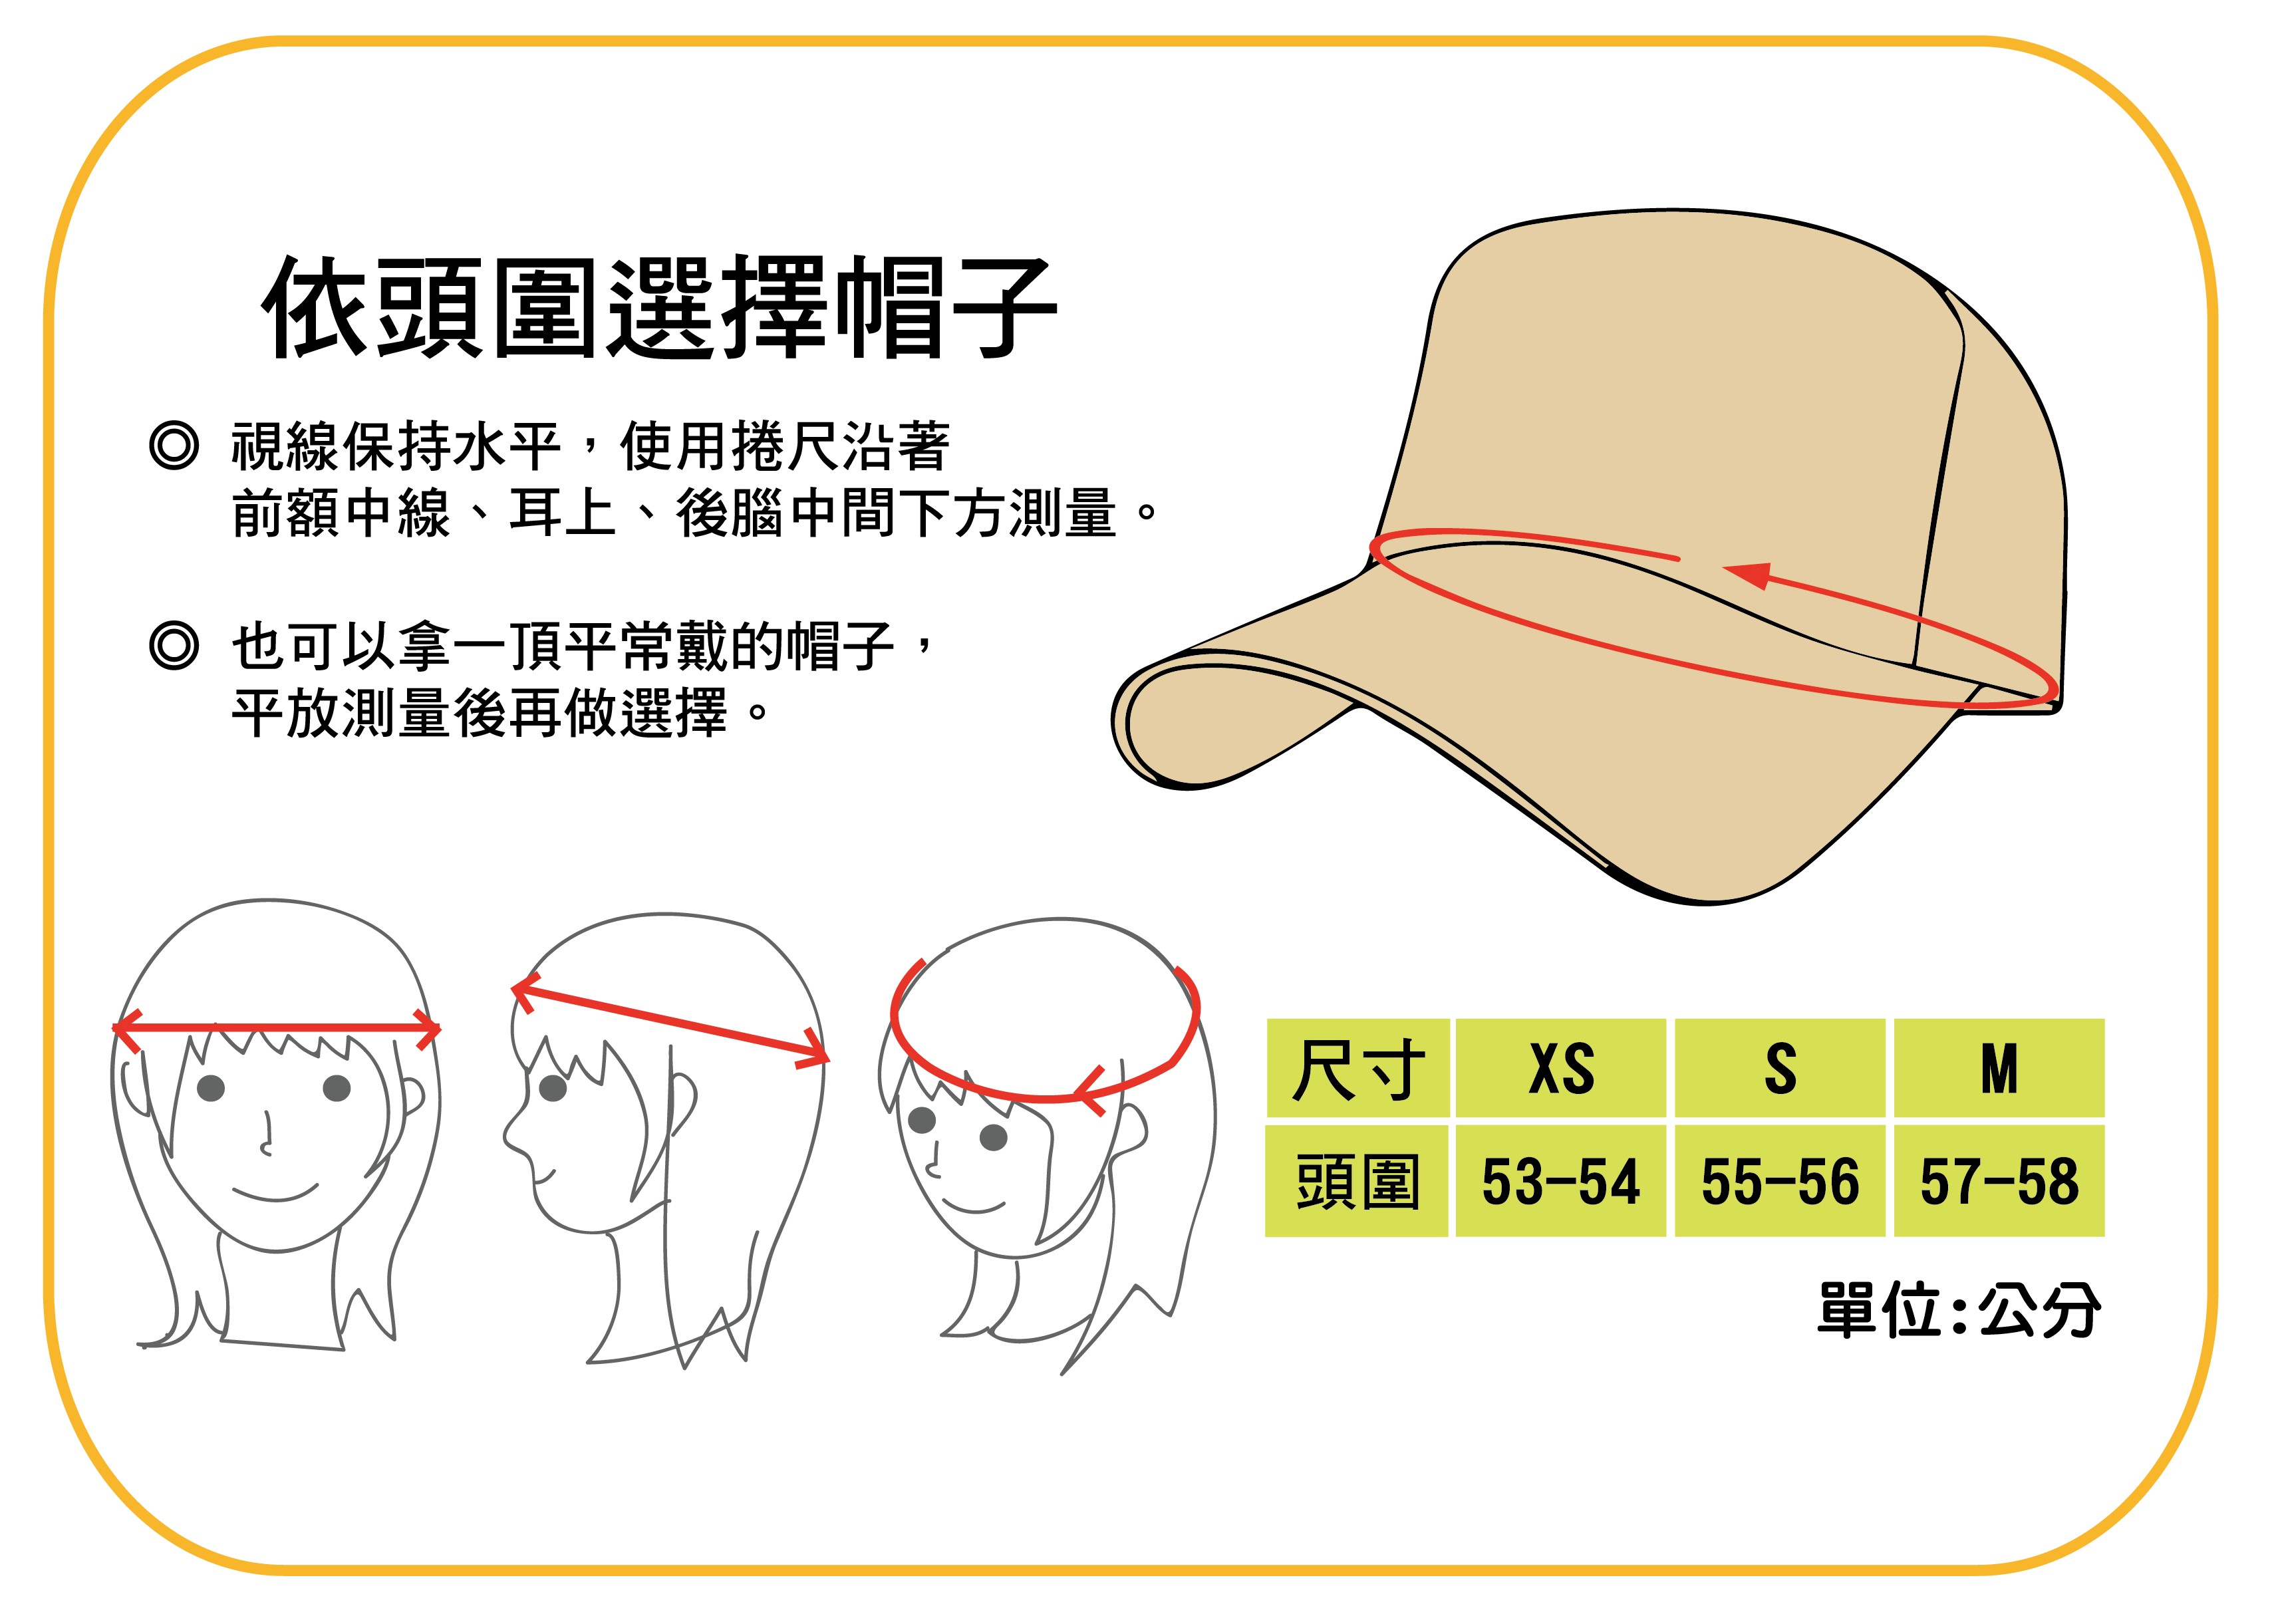 依頭圍選擇帽子
◎ 視線保持水平，使用捲尺沿著
前額中線、耳上、後腦中間下方測量。
◎ 也可以拿一頂平常戴的帽子，
平放測量後再做選擇。
尺寸 XS S M
頭圍 53-54 55-56 57-58
單位:公分